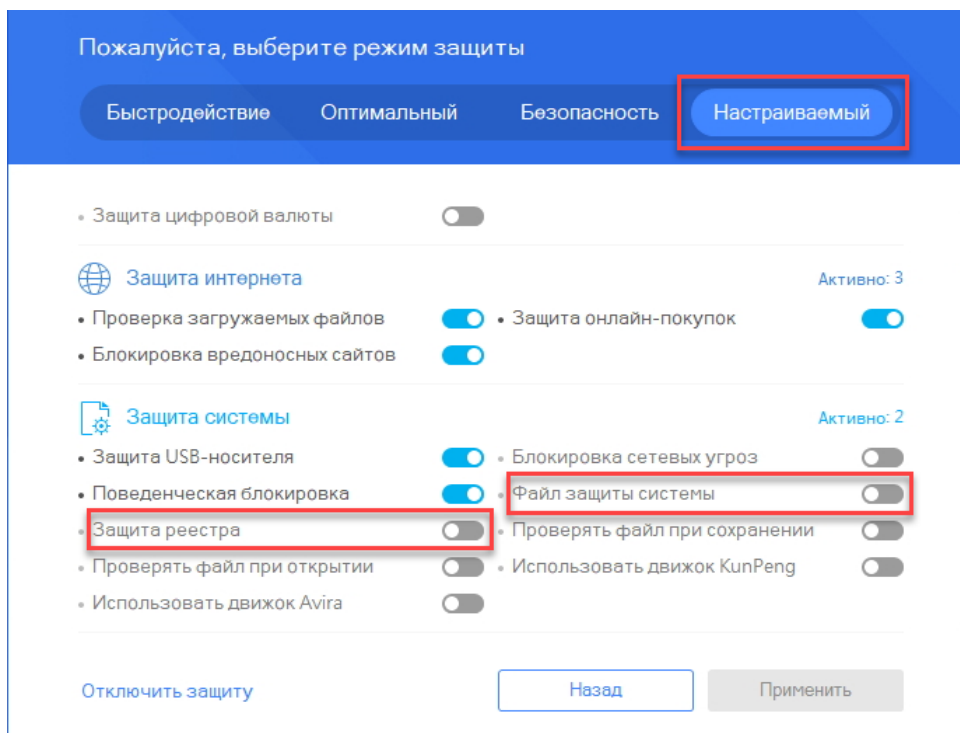 Пожалуйста, выберите режим защиты
Быстродействие Оптимальный Безопасность Настраиваемый
• Защита цифровой валюты
Защита интернета Активно: 3
• Проверка загружаемых файлов • Защита онлайн-покупок
• Блокировка вредоносных сайтов
Защита системы Активно: 2
• Защита USB-носителя • Блокировка сетевых угроз
• Поведенческая блокировка • Файл защиты системы
• Защита реестра • Проверять файл при сохранении
• Проверять файл при открытии • Использовать движок KunPeng
• Использовать движок Avira
Отключить защиту Назад Применить